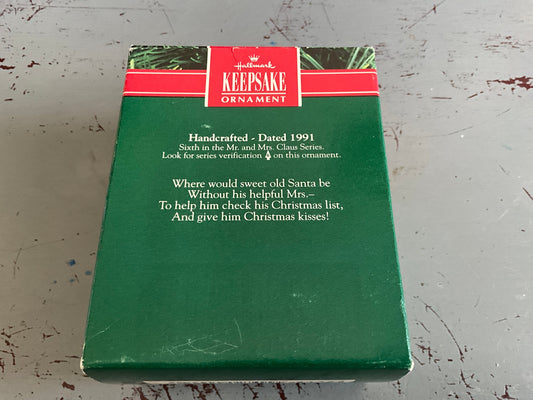 Hallmark
KEEPSAKE
ORNAMENT
Handcrafted - Dated 1991
Sixth in the Mr. and Mrs. Claus Series.
Look for series verification on this ornament.
Where would sweet old Santa be
Without his helpful Mrs.–
To help him check his Christmas list,
And give him Christmas kisses!